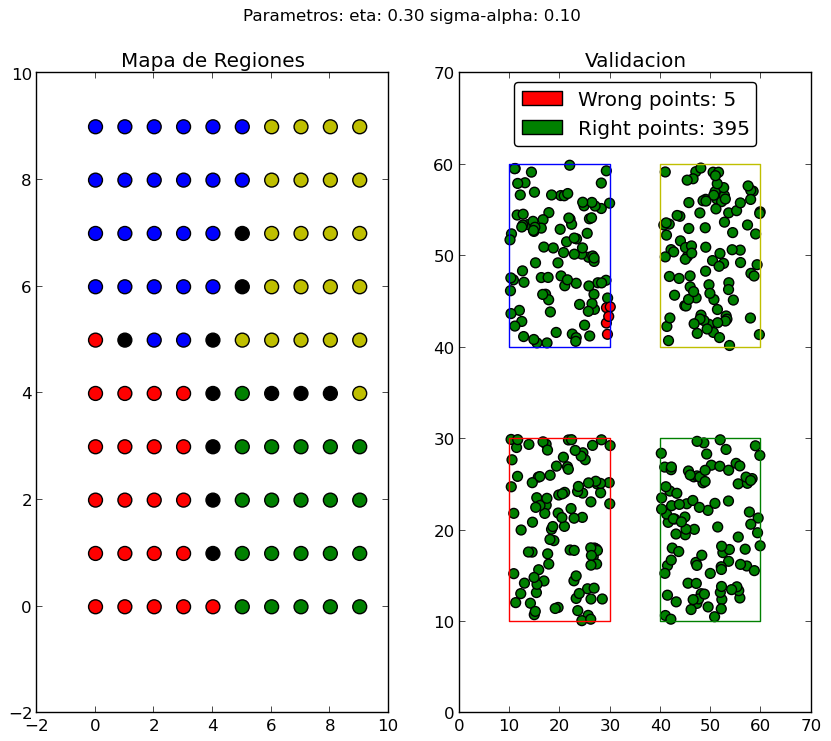 Parametros: eta: 0.30 sigma-alpha: 0.10
Mapa de Regiones
10
8
6
4
2
0
−2
−2 0 2 4 6 8 10
Validacion
Wrong points: 5
Right points: 395
70
60
50
40
30
20
10
0
0 10 20 30 40 50 60 70